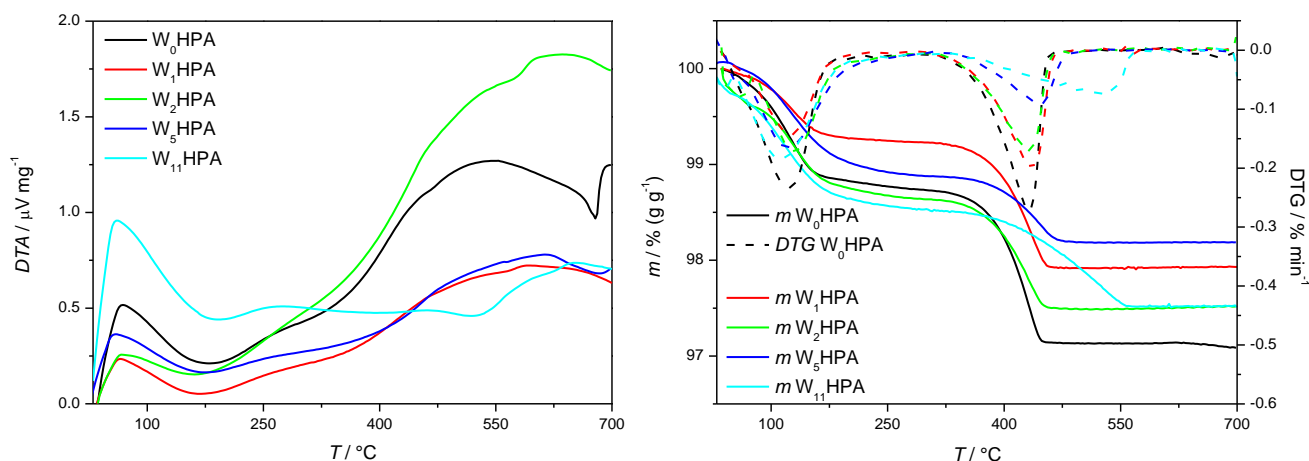 2.0
1.5
1.0
0.5
0.0
DTA / μV mg⁻¹
W₀HPA
W₁HPA
W₂HPA
W₅HPA
W₁₁HPA
100 250 400 550 700
T / °C
100
99
98
97
m / % (g g⁻¹)
m W₀HPA
DTG W₀HPA
m W₁HPA
m W₂HPA
m W₅HPA
m W₁₁HPA
0.0
-0.1
-0.2
-0.3
-0.4
-0.5
-0.6
DTG / % min⁻¹
100 250 400 550 700
T / °C